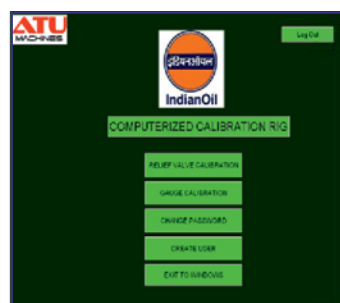 ATU
MACHINES
Log Out
इंडियनऑयल
IndianOil
COMPUTERIZED CALIBRATION RIG
RELIEF VALVE CALIBRATION
GAUGE CALIBRATION
CHANGE PASSWORD
CREATE USER
EXIT TO WINDOWS